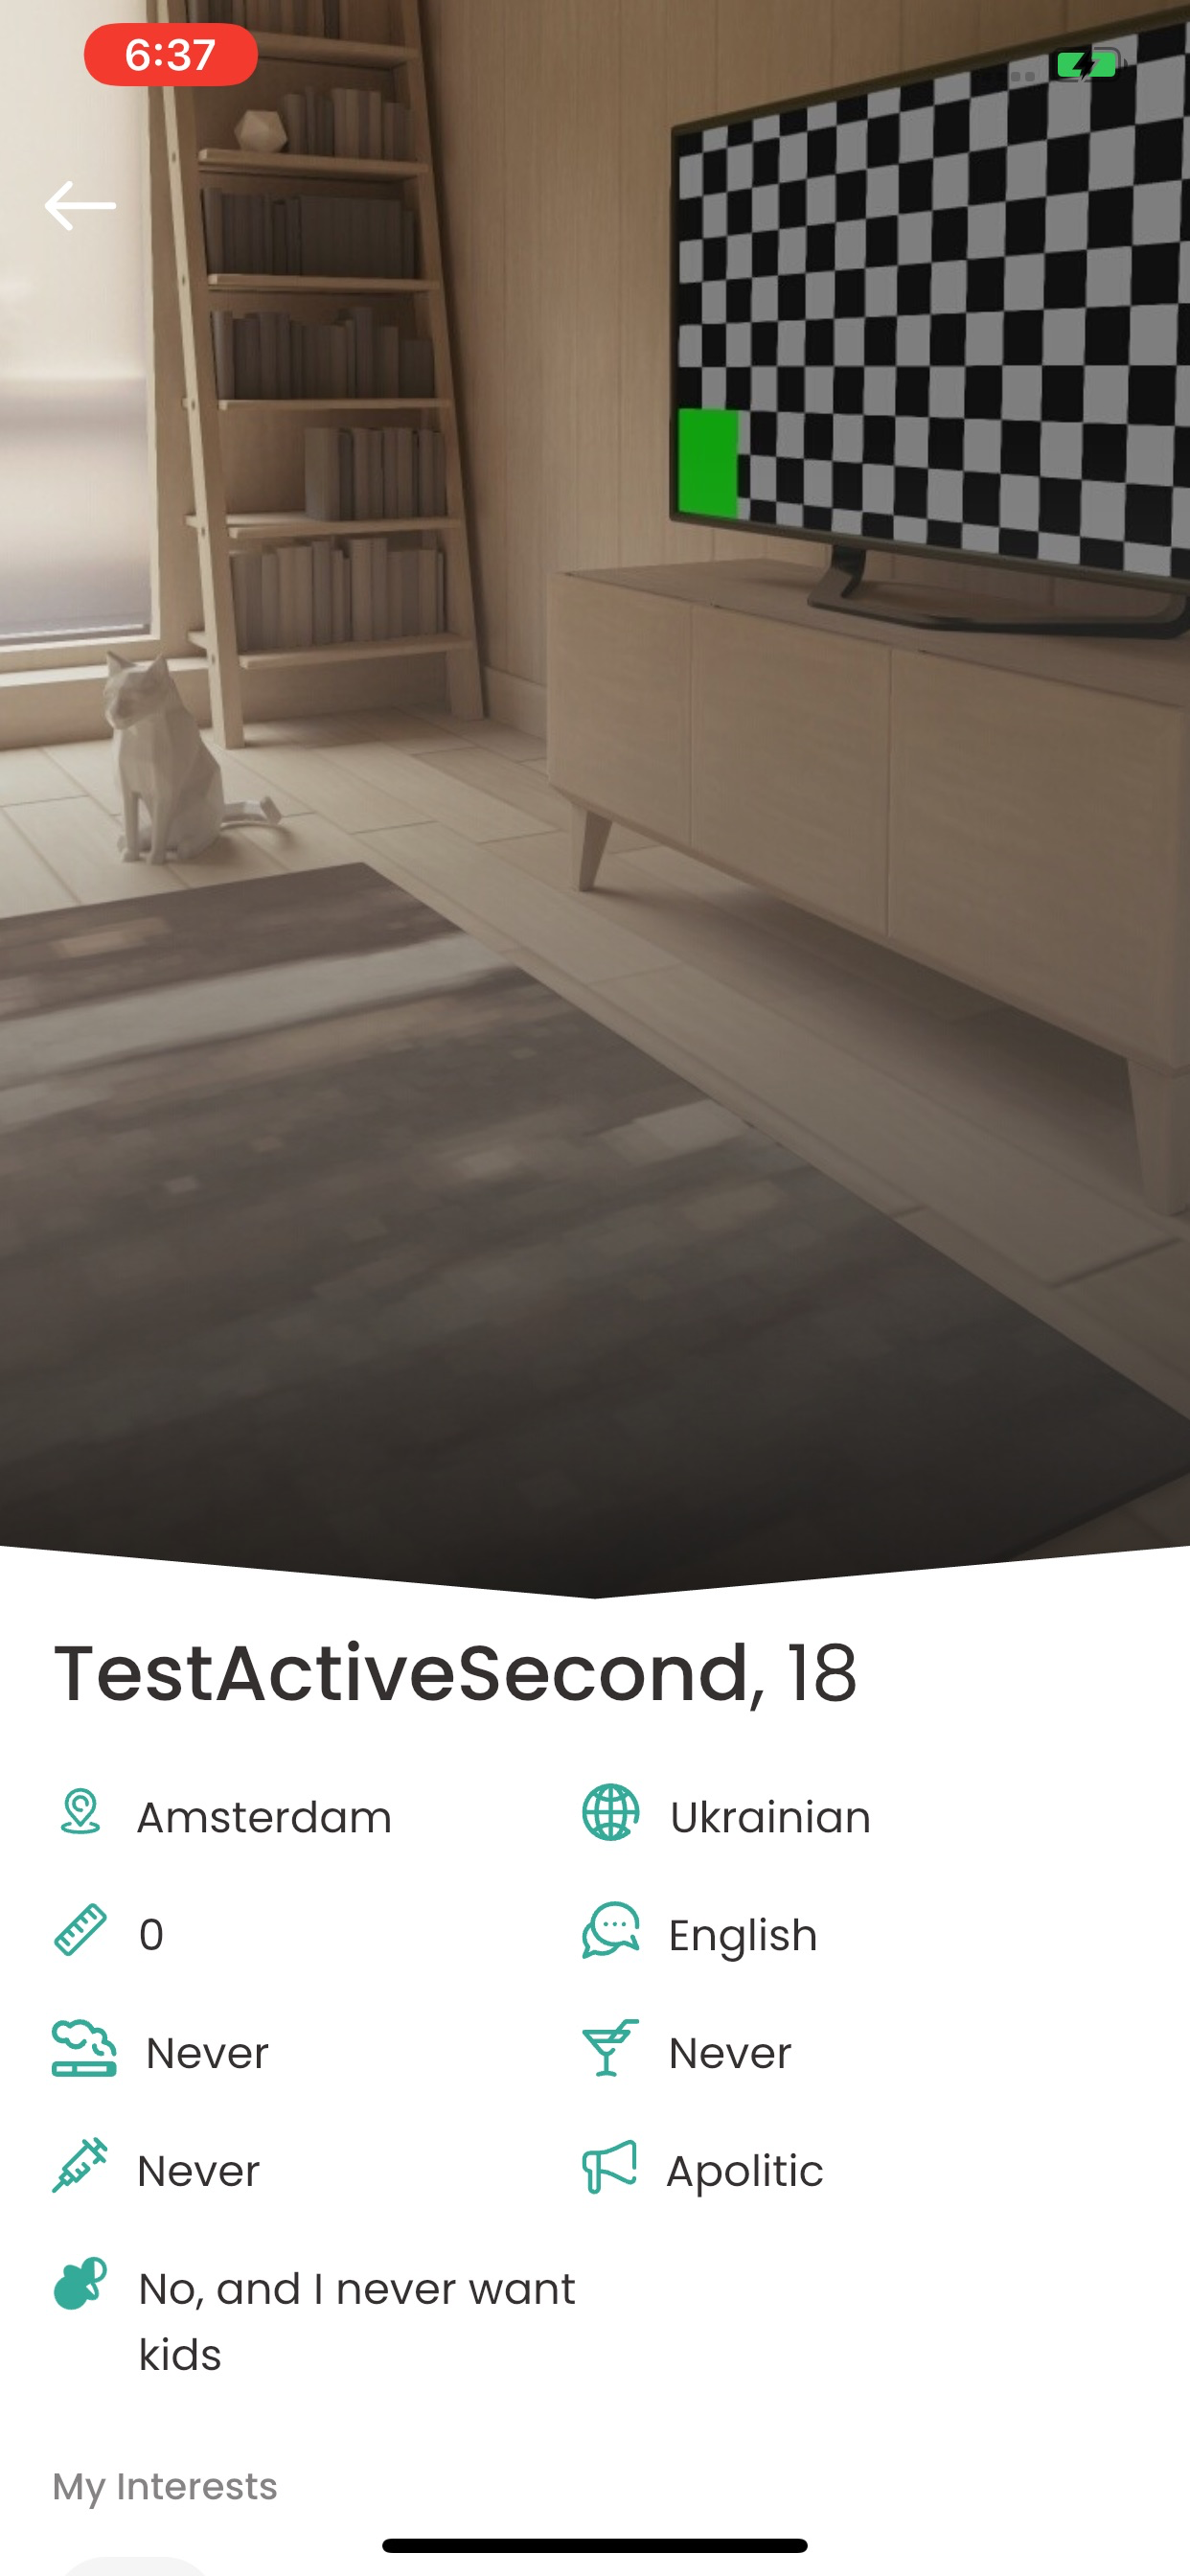 6:37
TestActiveSecond, 18
Amsterdam
Ukrainian
0
English
Never
Never
Never
Apolitic
No, and I never want
kids
My Interests